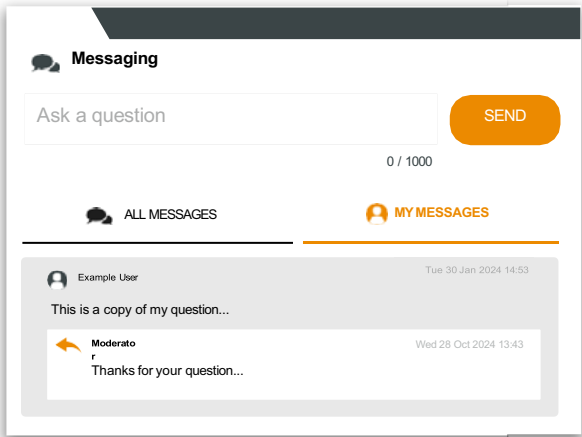 Messaging
Ask a question
SEND
0 / 1000
ALL MESSAGES
MY MESSAGES
Example User
Tue 30 Jan 2024 14:53
This is a copy of my question...
Moderato
r
Wed 28 Oct 2024 13:43
Thanks for your question...